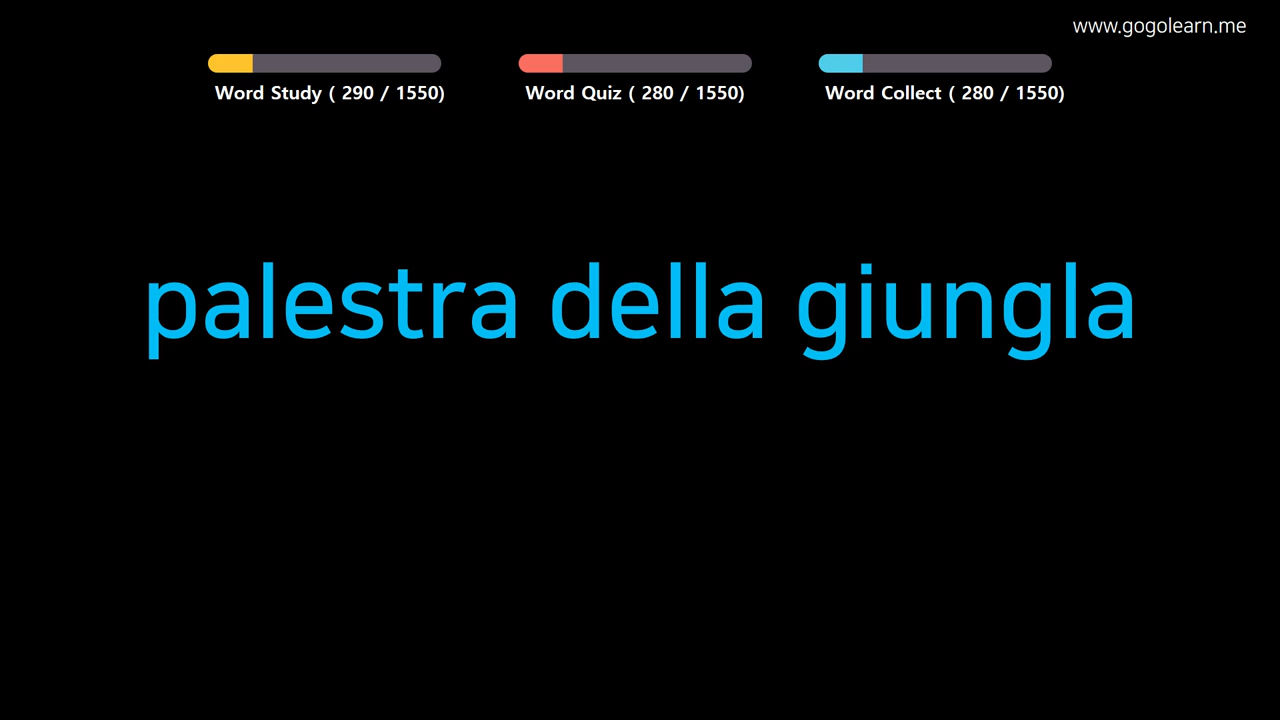 www.gogolearn.me
Word Study ( 290 / 1550)
Word Quiz ( 280 / 1550)
Word Collect ( 280 / 1550)
palestra della giungla